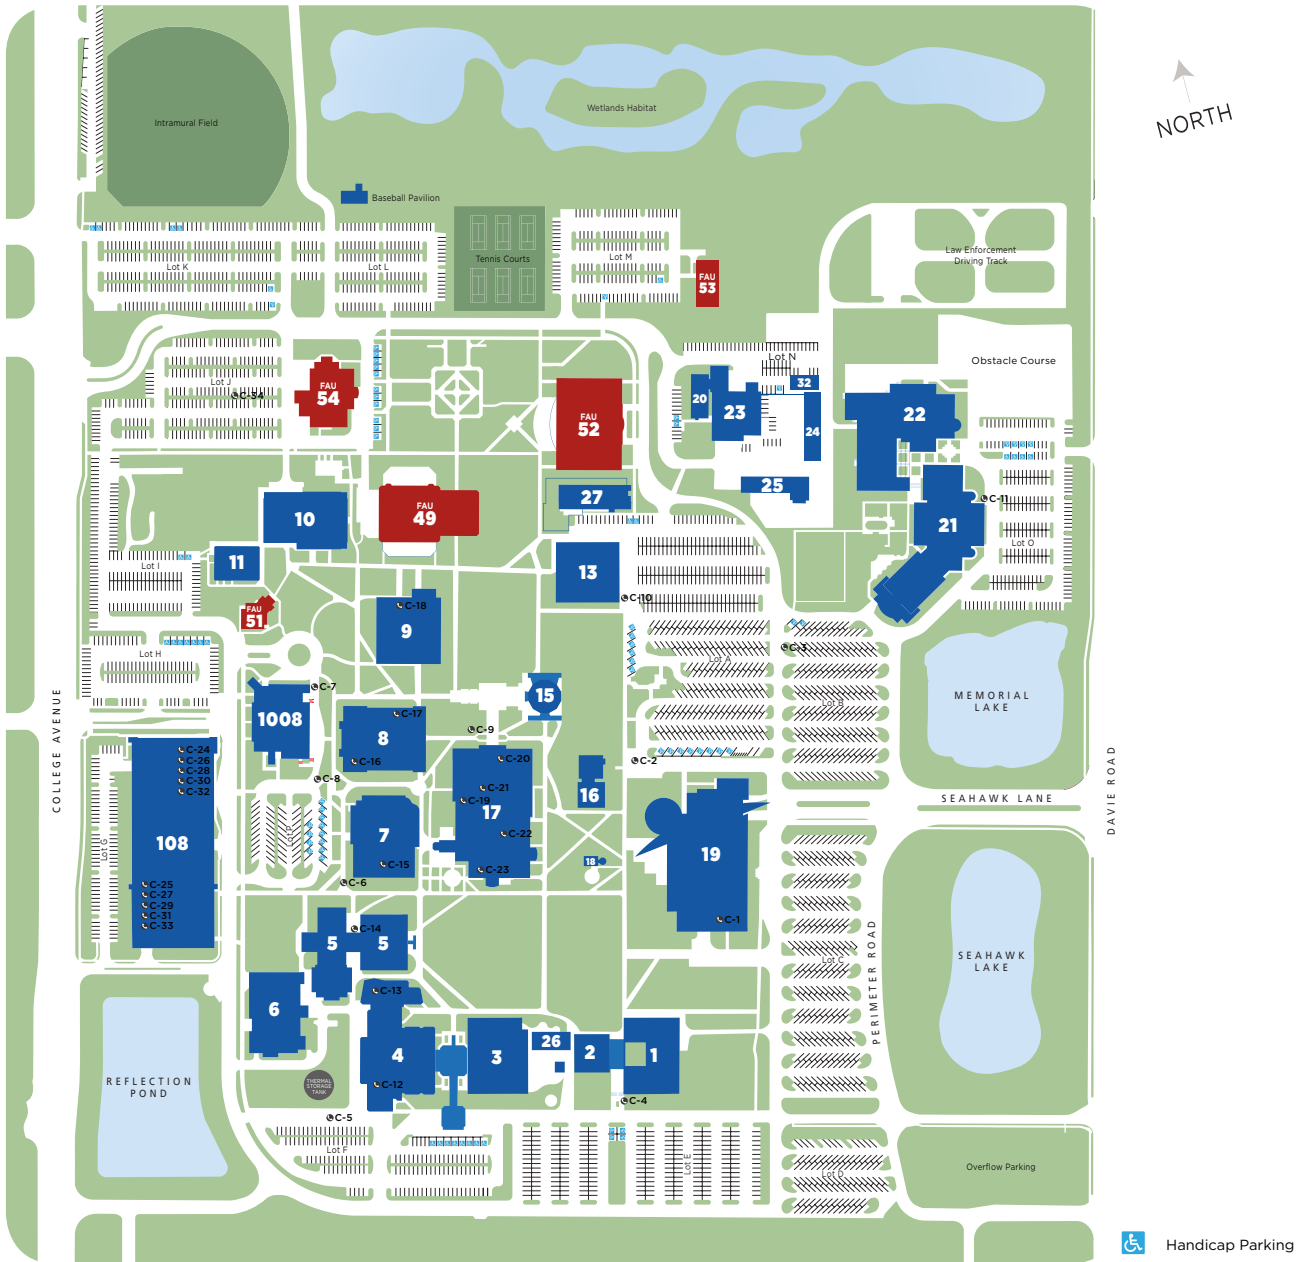 Intramural Field
Wetlands Habitat
NORTH
Baseball Pavilion
Lot K
Lot L
Tennis Courts
Lot M
FAU
53
Law Enforcement
Driving Track
Lot N
Obstacle Course
Lot J
C-34
FAU
54
FAU
52
20
23
32
24
22
25
27
FAU
49
10
11
Lot I
FAU
51
13
C-10
C-18
9
21
C-11
Lot O
Lot H
Lot A
C-3
Lot B
MEMORIAL
LAKE
C-7
1008
C-17
8
C-16
C-9
15
C-8
C-2
C-20
C-21
C-19
17
C-22
C-23
16
18
COLLEGE AVENUE
C-24
C-26
C-28
C-30
C-32
108
C-25
C-27
C-29
C-31
C-33
Lot G
Lot P
7
C-15
C-6
19
C-1
SEAHAWK LANE
DAVIE ROAD
SEAHAWK
LAKE
PERIMETER ROAD
Lot C
C-14
5
5
C-13
6
4
C-12
3
26
2
1
C-4
THERMAL
STORAGE
TANK
REFLECTION
POND
C-5
Lot F
Lot E
Lot D
Overflow Parking
Handicap Parking